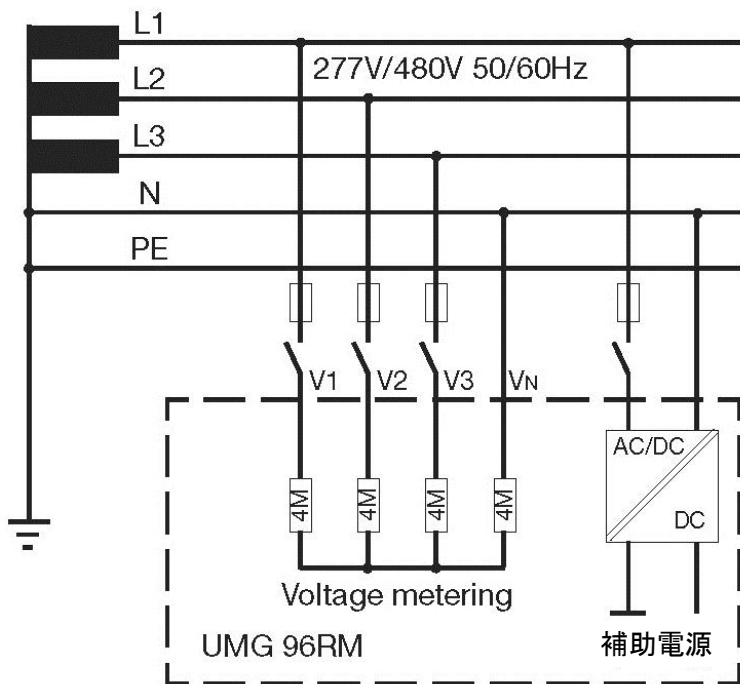 L1
277V/480V 50/60Hz
L2
L3
N
PE
V1 V2 V3 VN
AC/DC
DC
4M 4M 4M 4M
Voltage metering
UMG 96RM
補助電源